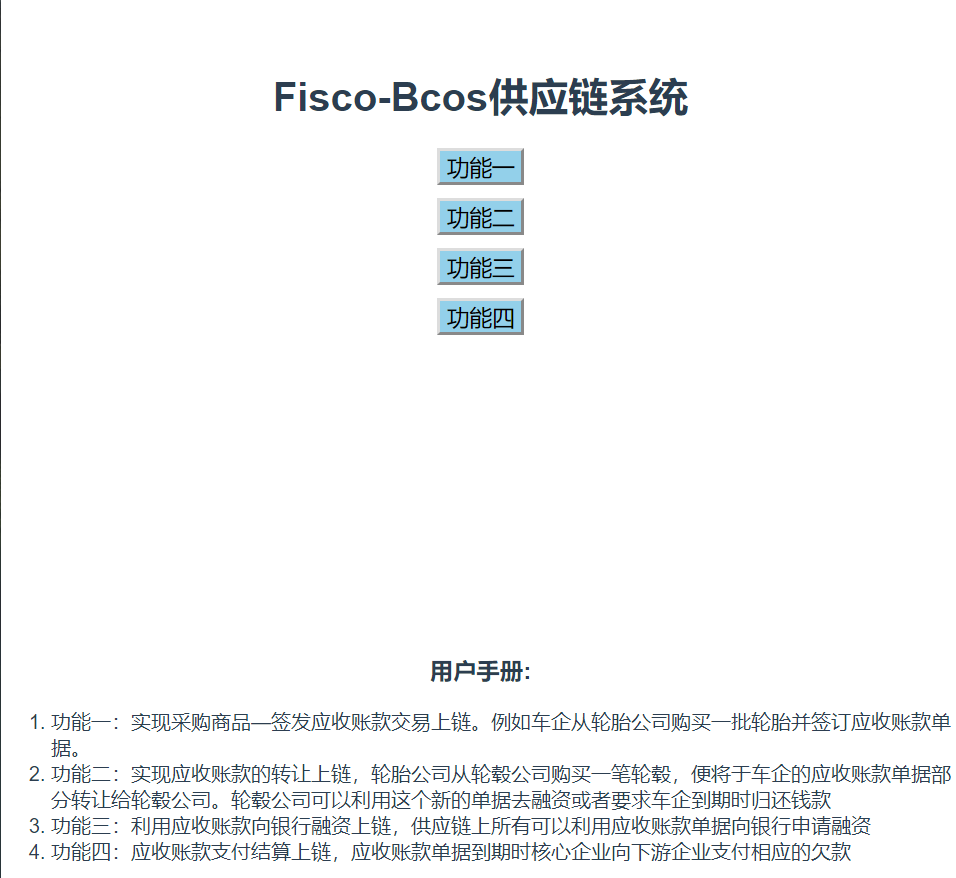 Fisco-Bcos供应链系统
功能一
功能二
功能三
功能四
用户手册:
1. 功能一：实现采购商品—签发应收账款交易上链。例如车企从轮胎公司购买一批轮胎并签订应收账款单
据。
2. 功能二：实现应收账款的转让上链，轮胎公司从轮毂公司购买一笔轮毂，便将于车企的应收账款单据部
分转让给轮毂公司。轮毂公司可以利用这个新的单据去融资或者要求车企到期时归还钱款
3. 功能三：利用应收账款向银行融资上链，供应链上所有可以利用应收账款单据向银行申请融资
4. 功能四：应收账款支付结算上链，应收账款单据到期时核心企业向下游企业支付相应的欠款